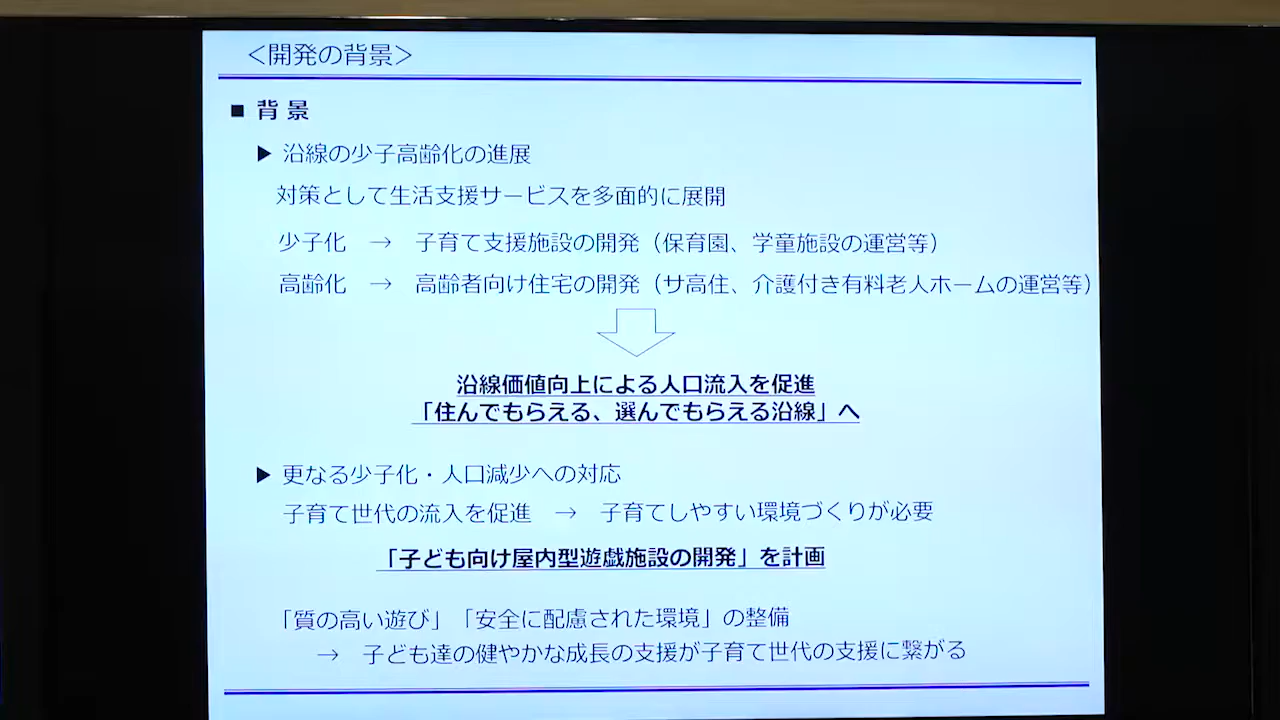 ＜開発の背景＞
■ 背 景
▶ 沿線の少子高齢化の進展
対策として生活支援サービスを多面的に展開
少子化　→　子育て支援施設の開発（保育園、学童施設の運営等）
高齢化　→　高齢者向け住宅の開発（サ高住、介護付き有料老人ホームの運営等）
沿線価値向上による人口流入を促進
「住んでもらえる、選んでもらえる沿線」へ
▶ 更なる少子化・人口減少への対応
子育て世代の流入を促進　→　子育てしやすい環境づくりが必要
「子ども向け屋内型遊戯施設の開発」を計画
「質の高い遊び」「安全に配慮された環境」の整備
→　子ども達の健やかな成長の支援が子育て世代の支援に繋がる